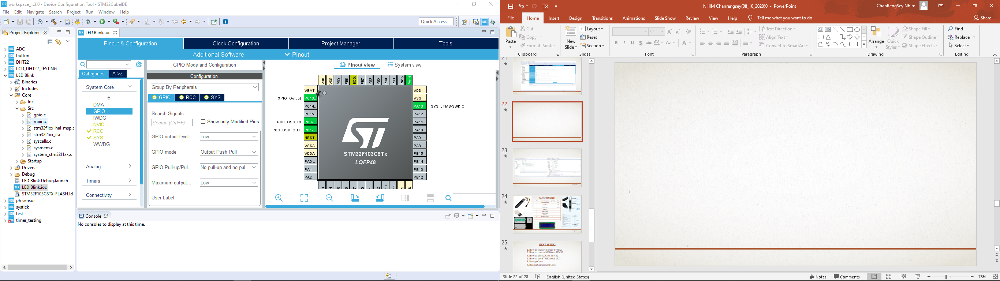 workspace_1.3.0 - Device Configuration Tool - STM32CubeIDE
File Edit Navigate Search Project Run Window Help
Quick Access
Project Explorer
ADC
button
DHT22
LCD_DHT22_TESTING
LED Blink
Binaries
Includes
Core
Inc
Src
gpio.c
main.c
stm32f1xx_hal_msp.c
stm32f1xx_it.c
syscalls.c
sysmem.c
system_stm32f1xx.c
Startup
Drivers
Debug
LED Blink Debug.launch
LED Blink.ioc
STM32F103C8TX_FLASH.ld
ph sensor
systick
test
timer_testing
LED Blink.ioc
Pinout & Configuration Clock Configuration Project Manager Tools
Additional Software Pinout
Categories A->Z
System Core
DMA
GPIO
IWDG
NVIC
RCC
SYS
WWDG
Analog
Timers
Connectivity
GPIO Mode and Configuration
Configuration
Group By Peripherals
GPIO RCC SYS
Search Signals
Search (Crtl+F) Show only Modified Pins
GPIO output level Low
GPIO mode Output Push Pull
GPIO Pull-up/Pul... No pull-up and no pul...
Maximum output... Low
User Label
Pinout view System view
VDD VSS PB9 PB8 BOO. PB7 PB6 PB5 PB4 PB3 PA15 PA14
VBAT VDD
GPIO_Output PC13.. VSS
PC14.. PA13 SYS_JTMS-SWDIO
PC15.. PA12
RCC_OSC_IN PD0-.. PA11
RCC_OSC_OUT PD1-.. PA10
NRST PA9
VSSA PA8
VDDA PB15
PA0-.. PB14
PA1 PB13
PA2 PB12
STM32F103C8Tx
LQFP48
Console
No consoles to display at this time.
NHIM Chanrengsey(08_10_2020)0 - PowerPoint
ChanRengSey Nhim
File Home Insert Design Transitions Animations Slide Show Review View Help Tell me what you want to do Share
Paste
Cut
Copy
Format Painter
Clipboard
New Slide
Layout
Reset
Section
Slides
32
Font
Text Direction
Align Text
Convert to SmartArt
Paragraph
Arrange
Quick Styles
Shape Fill
Shape Outline
Shape Effects
Drawing
Find
Replace
Select
Editing
21
22
23
24
COMPONENT:
25
NEXT WEEK:
1. How to Import library STM32
2. How to control GPIO on STM32
3. How to use ADC on STM32
4. How to use STM32 with LCD
5. Design Code
6. Design Component Case
Slide 22 of 28 English (United States) Notes Comments 78%